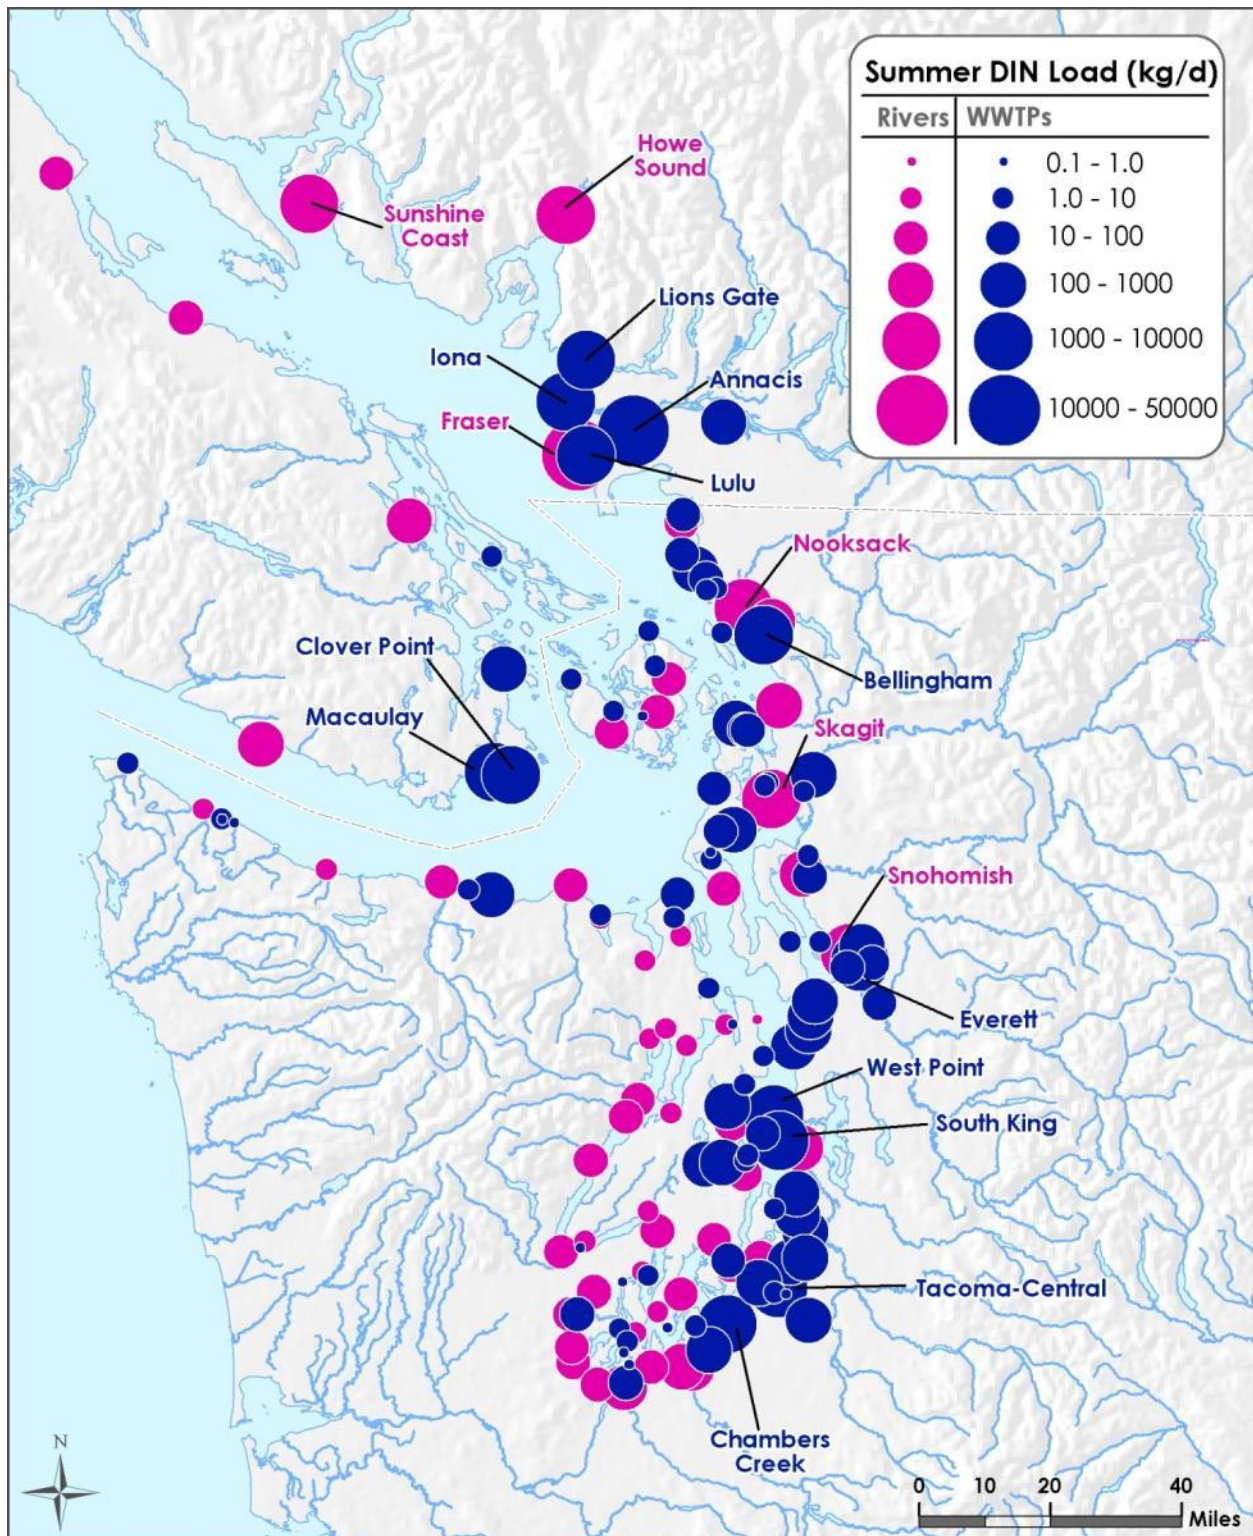 Summer DIN Load (kg/d)
Rivers WWTPs
0.1 - 1.0
1.0 - 10
10 - 100
100 - 1000
1000 - 10000
10000 - 50000
Howe
Sound
Sunshine
Coast
Lions Gate
Iona
Annacis
Fraser
Lulu
Nooksack
Clover Point
Bellingham
Macaulay
Skagit
Snohomish
Everett
West Point
South King
Tacoma-Central
Chambers
Creek
N
0 10 20 40
Miles